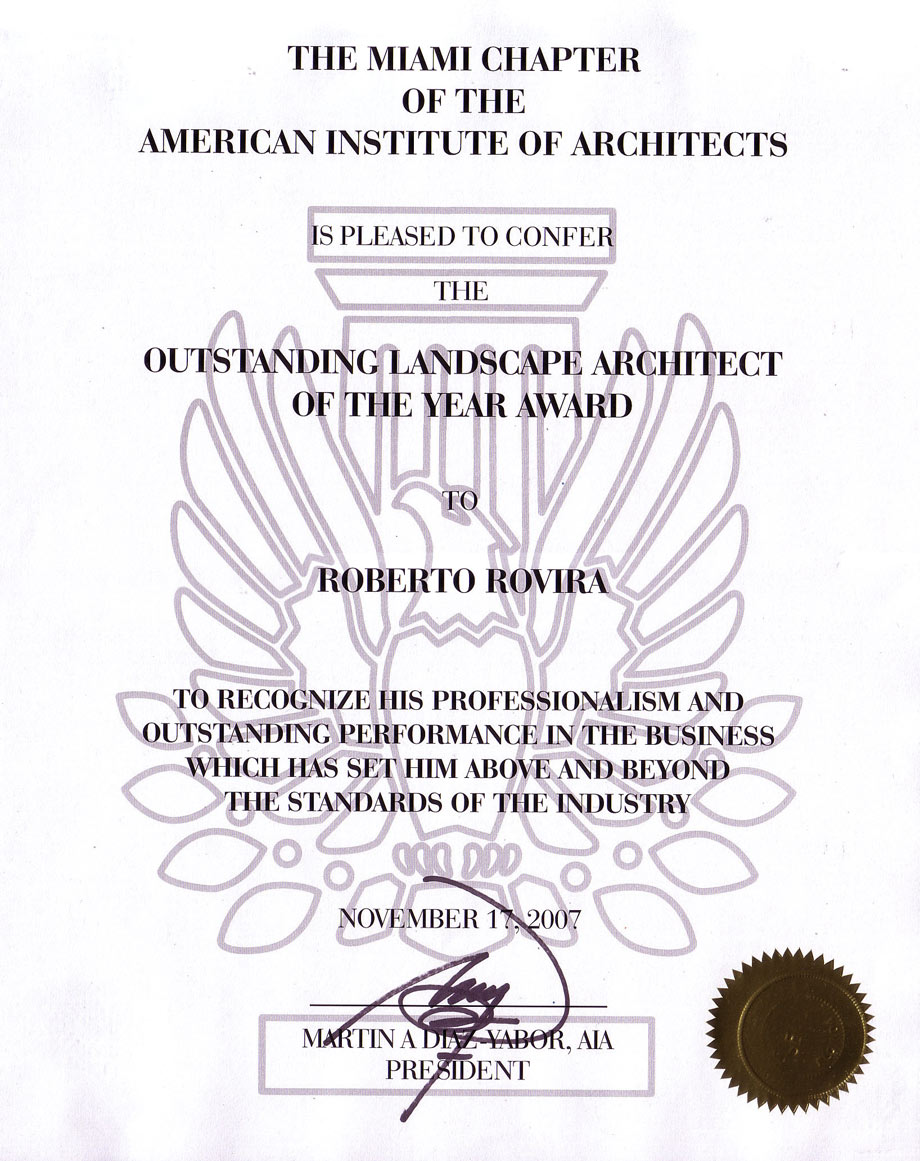 THE MIAMI CHAPTER
OF THE
AMERICAN INSTITUTE OF ARCHITECTS
IS PLEASED TO CONFER
THE
OUTSTANDING LANDSCAPE ARCHITECT
OF THE YEAR AWARD
TO
ROBERTO ROVIRA
TO RECOGNIZE HIS PROFESSIONALISM AND
OUTSTANDING PERFORMANCE IN THE BUSINESS
WHICH HAS SET HIM ABOVE AND BEYOND
THE STANDARDS OF THE INDUSTRY
NOVEMBER 17, 2007
MARTIN A DIAZ-YABOR, AIA
PRESIDENT